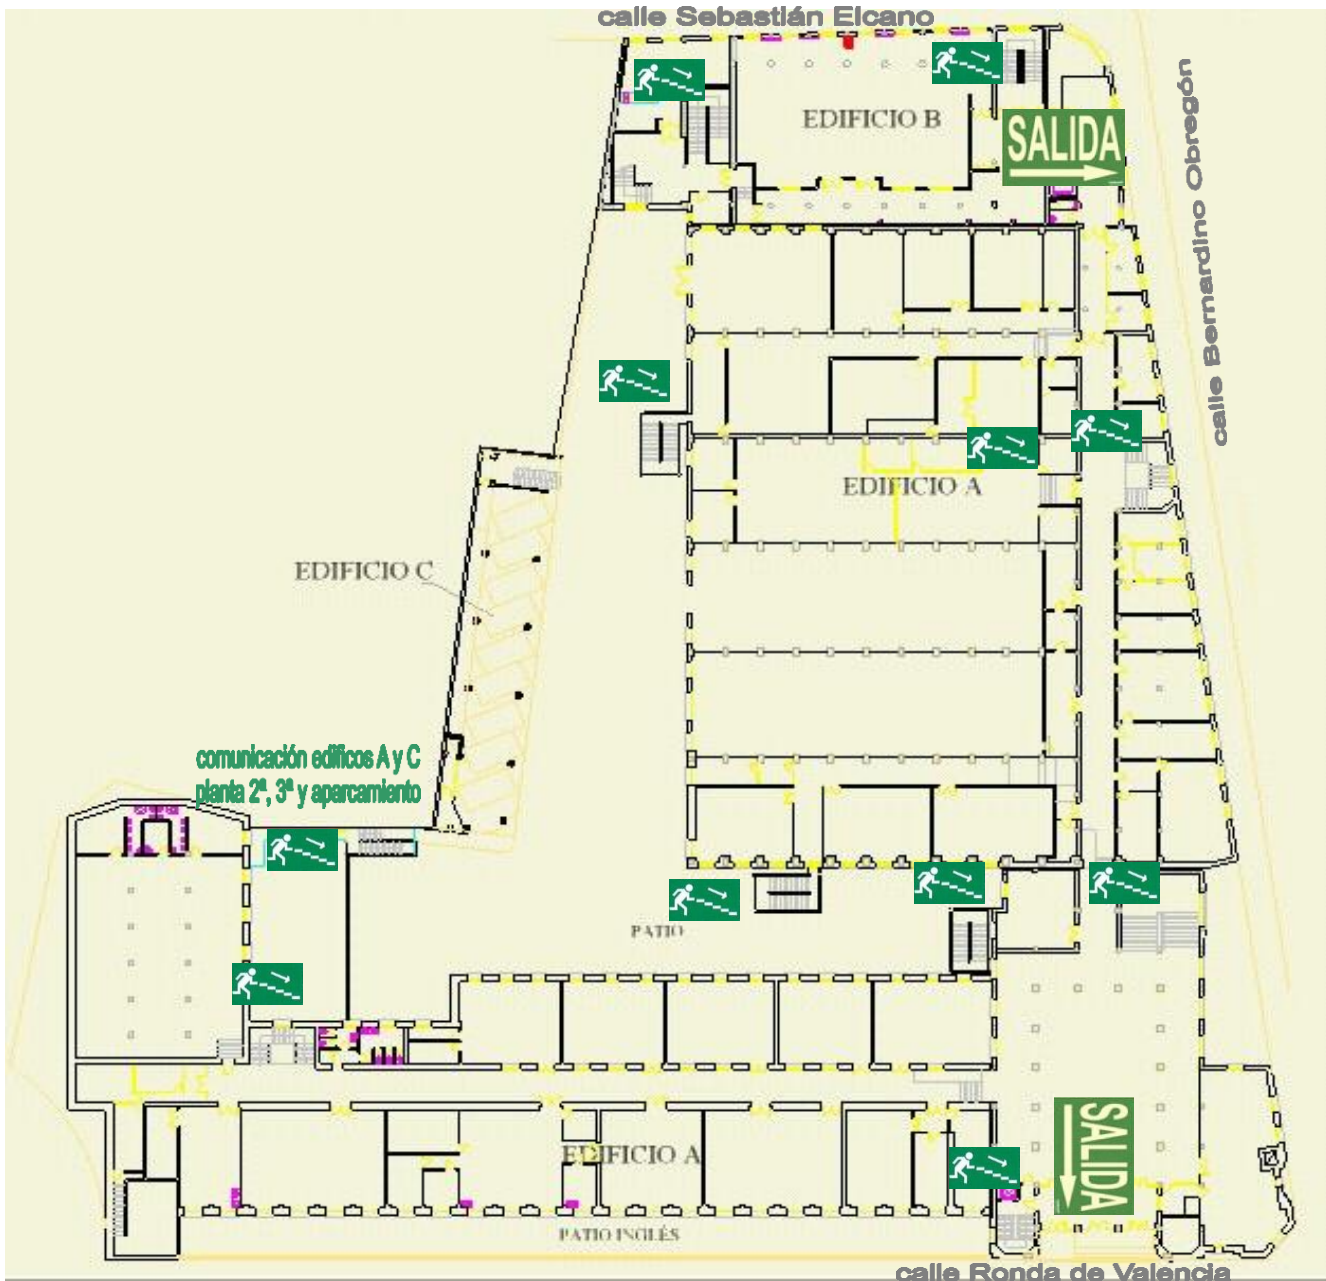 calle Sebastián Elcano
EDIFICIO B
SALIDA
calle Bernardino Obregón
EDIFICIO A
EDIFICIO C
comunicación edificos A y C
planta 2ª, 3ª y aparcamiento
PATIO
SALIDA
EDIFICIO A
PATIO INGLÉS
calle Ronda de Valencia